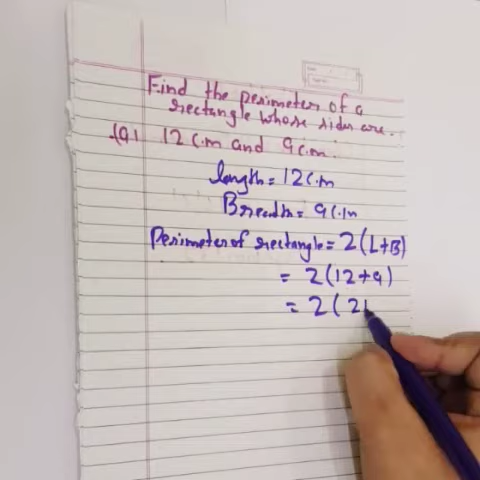 Find the perimeter of a
rectangle whose sides are.
(a) 12 c.m and 9 c.m.
length = 12 c.m
Breadth = 9 c.m
Perimeter of rectangle = 2(L+B)
= 2(12+9)
= 2(21